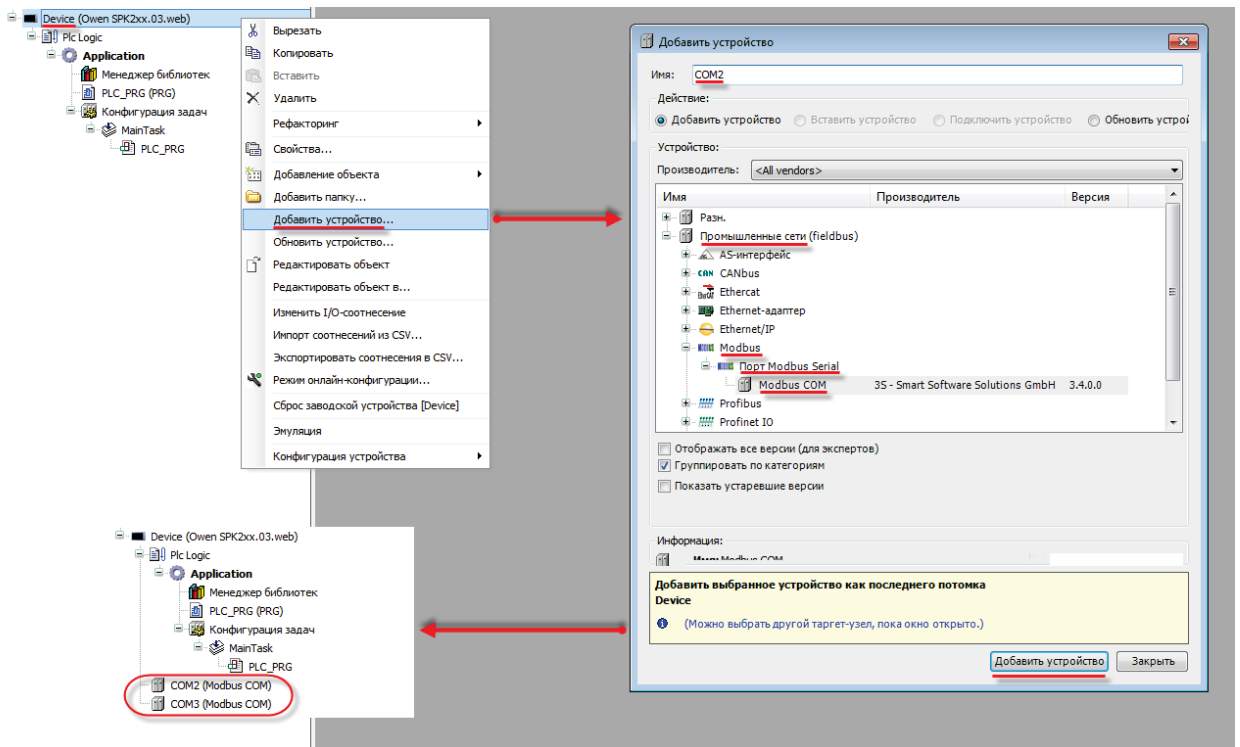 Device (Owen SPK2xx.03.web)
Plc Logic
Application
Менеджер библиотек
PLC_PRG (PRG)
Конфигурация задач
MainTask
PLC_PRG
Вырезать
Копировать
Вставить
Удалить
Рефакторинг
Свойства...
Добавление объекта
Добавить папку...
Добавить устройство...
Обновить устройство...
Редактировать объект
Редактировать объект в...
Изменить I/O-соотнесение
Импорт соотнесений из CSV...
Экспортировать соотнесения в CSV...
Режим онлайн-конфигурации...
Сброс заводской устройства [Device]
Эмуляция
Конфигурация устройства
Добавить устройство
Имя: COM2
Действие:
Добавить устройство Вставить устройство Подключить устройство Обновить устрой
Устройство:
Производитель: <All vendors>
Имя Производитель Версия
Разн.
Промышленные сети (fieldbus)
AS-интерфейс
CAN CANbus
Ethercat
Ethernet-адаптер
Ethernet/IP
Modbus
Порт Modbus Serial
Modbus COM 3S - Smart Software Solutions GmbH 3.4.0.0
Profibus
Profinet IO
Отображать все версии (для экспертов)
Группировать по категориям
Показать устаревшие версии
Информация:
Имя: Modbus COM
Добавить выбранное устройство как последнего потомка
Device
(Можно выбрать другой таргет-узел, пока окно открыто.)
Добавить устройство Закрыть
Device (Owen SPK2xx.03.web)
Plc Logic
Application
Менеджер библиотек
PLC_PRG (PRG)
Конфигурация задач
MainTask
PLC_PRG
COM2 (Modbus COM)
COM3 (Modbus COM)